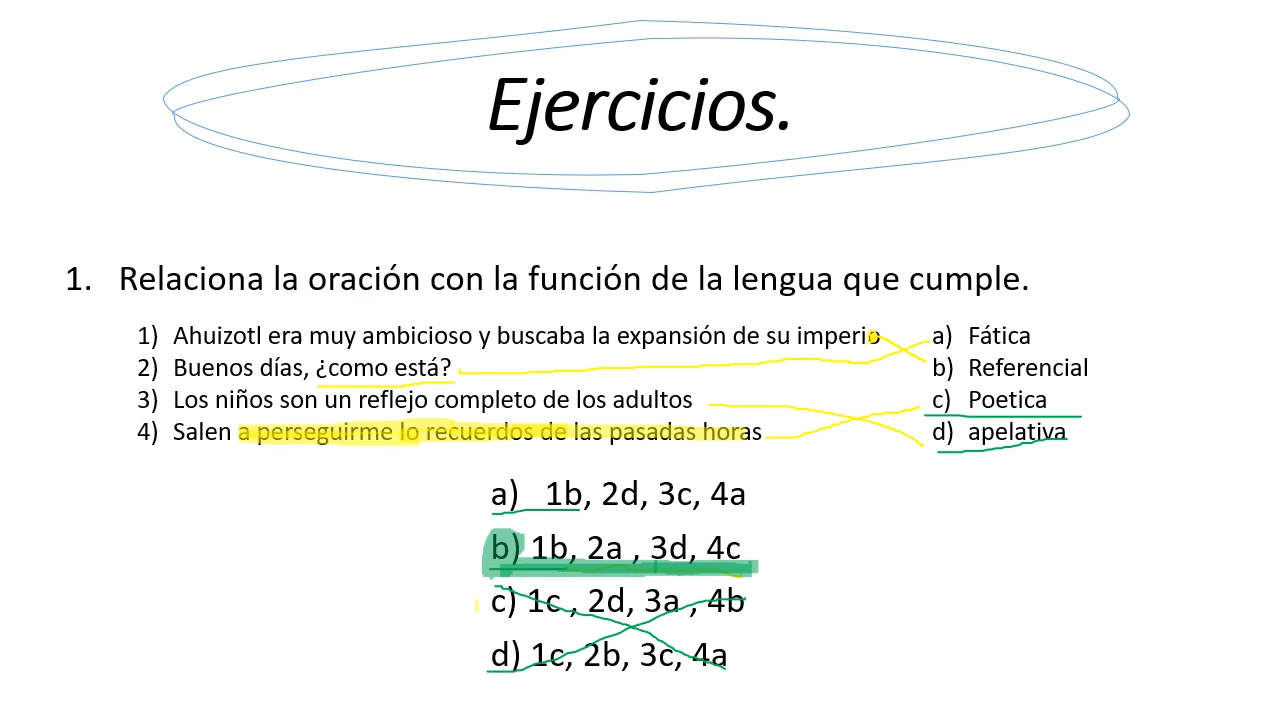 Ejercicios.
1. Relaciona la oración con la función de la lengua que cumple.
1) Ahuizotl era muy ambicioso y buscaba la expansión de su imperio
a) Fática
2) Buenos días, ¿como está?
b) Referencial
3) Los niños son un reflejo completo de los adultos
c) Poetica
4) Salen a perseguirme lo recuerdos de las pasadas horas
d) apelativa
a) 1b, 2d, 3c, 4a
b) 1b, 2a , 3d, 4c
c) 1c , 2d, 3a , 4b
d) 1c, 2b, 3c, 4a